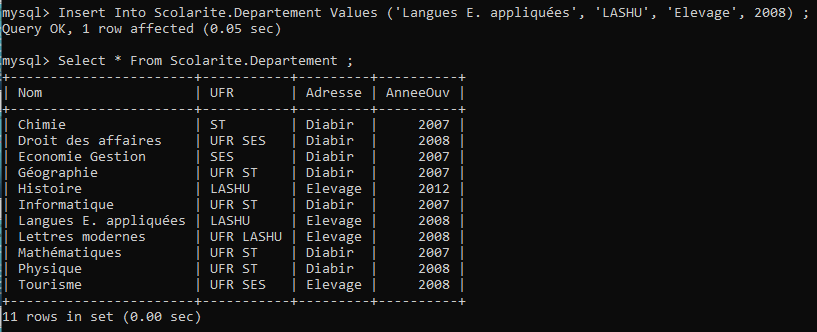 mysql> Insert Into Scolarite.Departement Values ('Langues E. appliquées', 'LASHU', 'Elevage', 2008) ;
Query OK, 1 row affected (0.05 sec)
mysql> Select * From Scolarite.Departement ;
+-----------------------+-----------+---------+----------+
| Nom                   | UFR       | Adresse | AnneeOuv |
+-----------------------+-----------+---------+----------+
| Chimie                | ST        | Diabir  |     2007 |
| Droit des affaires    | UFR SES   | Diabir  |     2008 |
| Economie Gestion      | SES       | Diabir  |     2007 |
| Géographie            | UFR ST    | Diabir  |     2007 |
| Histoire              | LASHU     | Elevage |     2012 |
| Informatique          | UFR ST    | Diabir  |     2007 |
| Langues E. appliquées | LASHU     | Elevage |     2008 |
| Lettres modernes      | UFR LASHU | Elevage |     2008 |
| Mathématiques         | UFR ST    | Diabir  |     2007 |
| Physique              | UFR ST    | Diabir  |     2008 |
| Tourisme              | UFR SES   | Elevage |     2008 |
+-----------------------+-----------+---------+----------+
11 rows in set (0.00 sec)